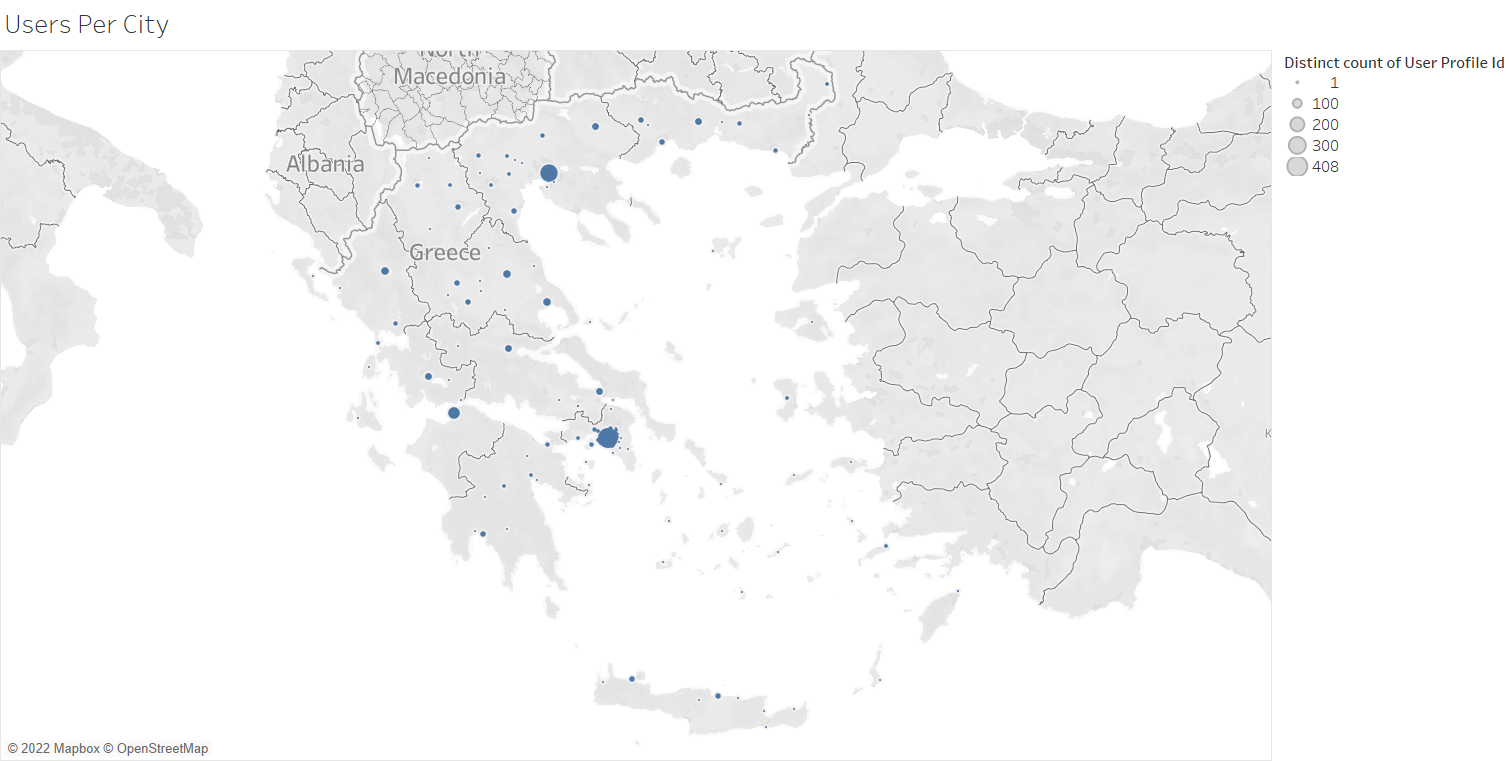 Users Per City
Distinct count of User Profile Id
1
100
200
300
408
North
Macedonia
Albania
Greece
K
© 2022 Mapbox © OpenStreetMap